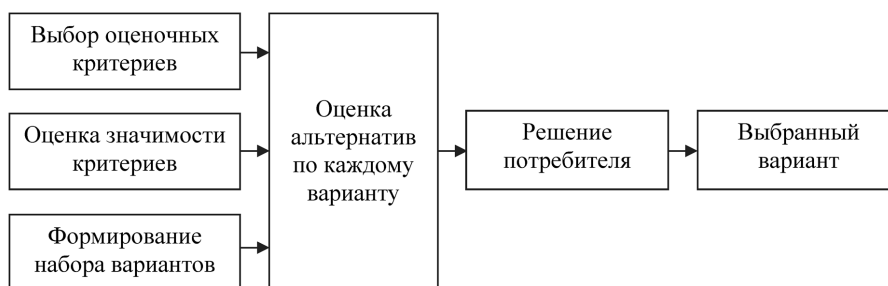 Выбор оценочных
критериев
Оценка значимости
критериев
Формирование
набора вариантов
Оценка
альтернатив
по каждому
варианту
Решение
потребителя
Выбранный
вариант